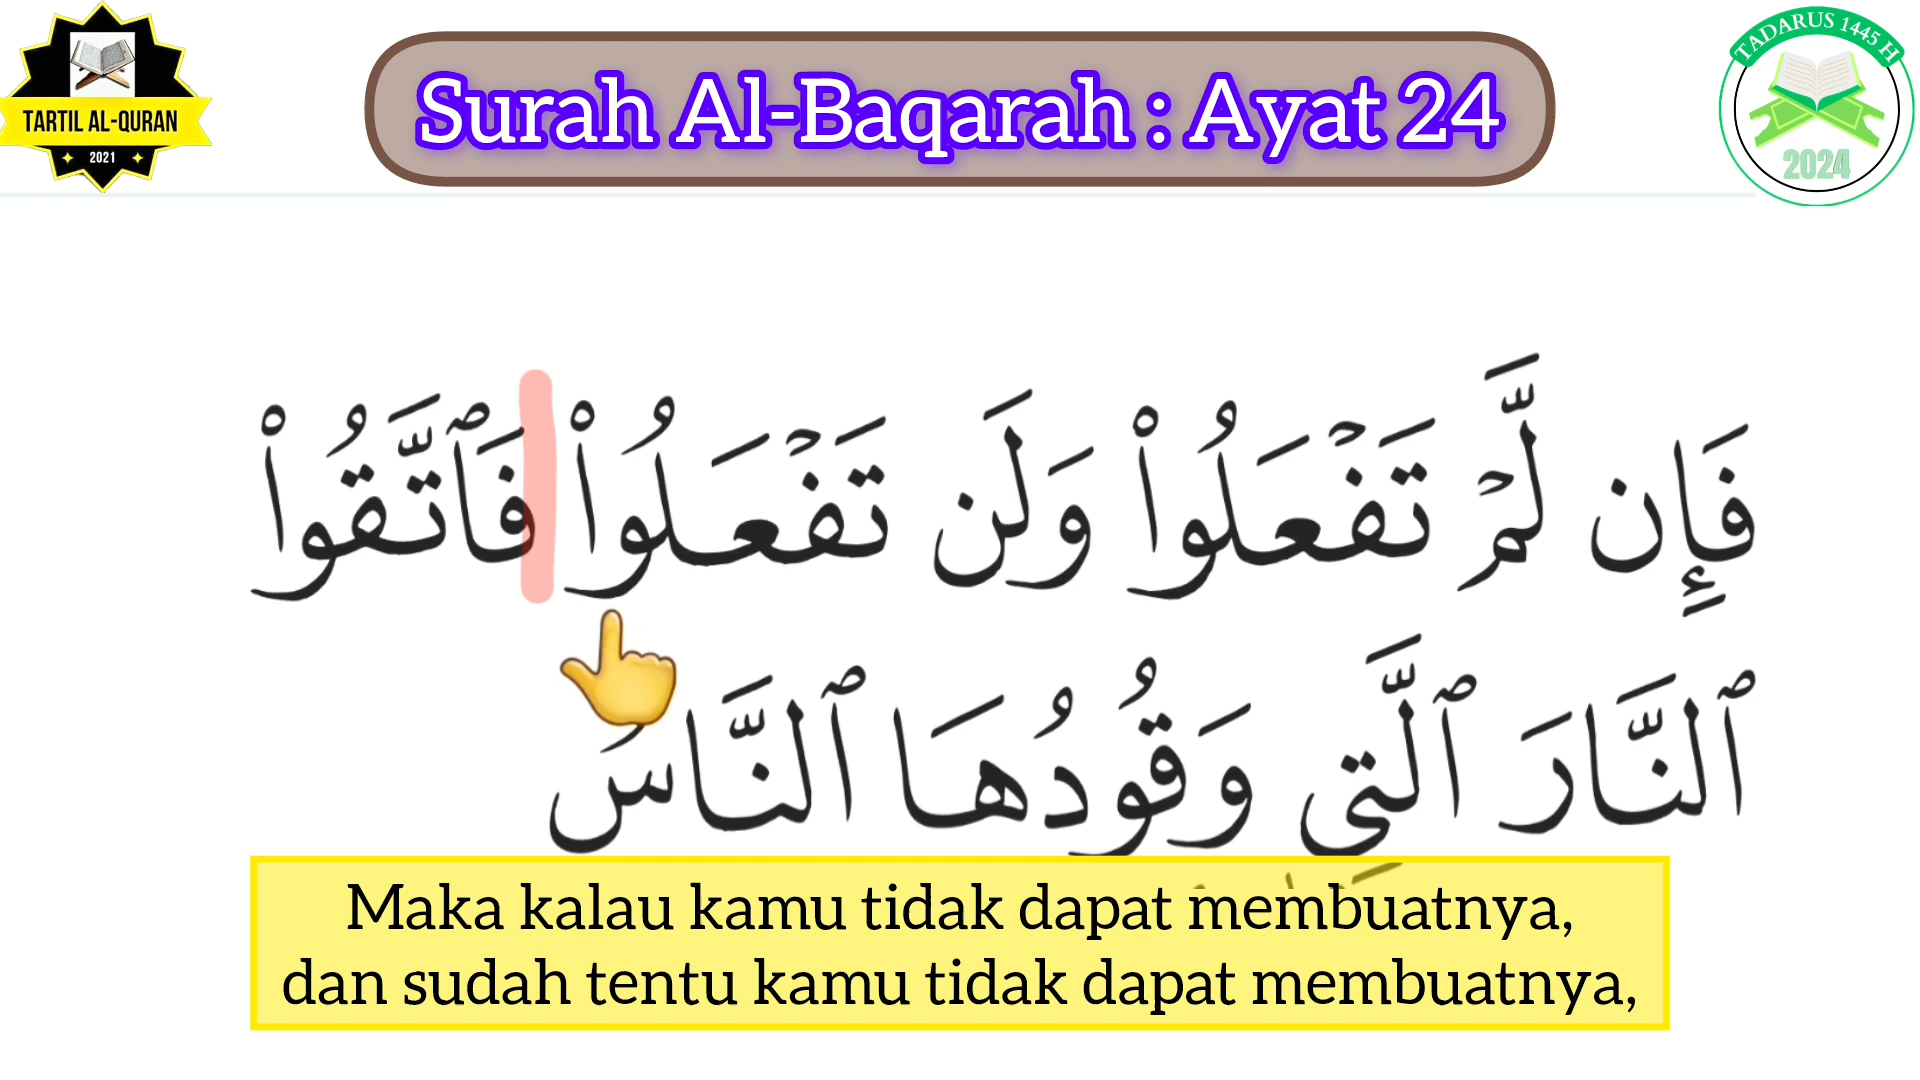 TARTIL AL-QURAN
2021
Surah Al-Baqarah : Ayat 24
TADARUS 1445 H
2024
فَإِن لَّمۡ تَفۡعَلُواْ وَلَن تَفۡعَلُواْ فَٱتَّقُواْ
ٱلنَّارَ ٱلَّتِي وَقُودُهَا ٱلنَّاسُ
Maka kalau kamu tidak dapat membuatnya,
dan sudah tentu kamu tidak dapat membuatnya,